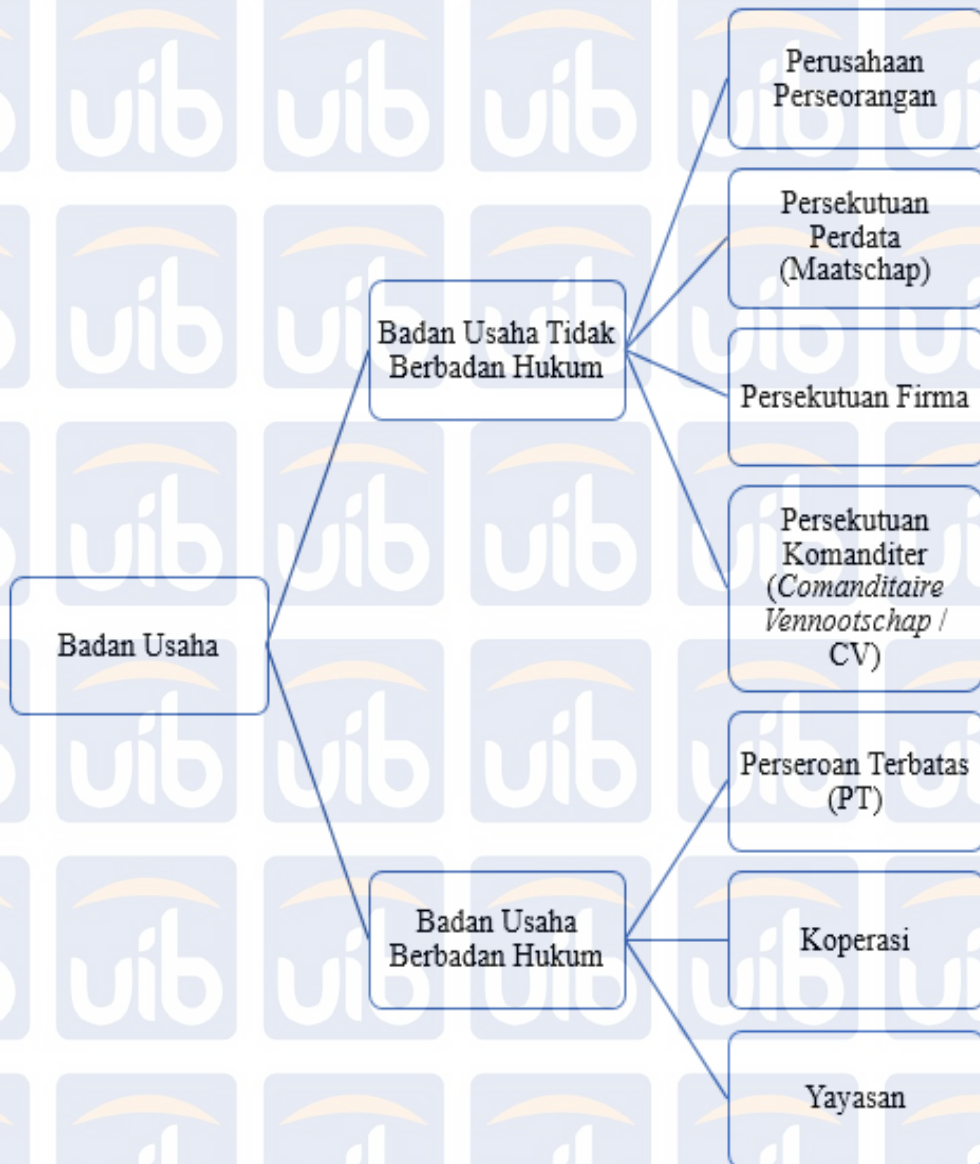 Perusahaan
Perseorangan
Persekutuan
Perdata
(Maatschap)
Badan Usaha Tidak
Berbadan Hukum
Persekutuan Firma
Persekutuan
Komanditer
(Comanditaire
Vennootschap /
CV)
Badan Usaha
Perseroan Terbatas
(PT)
Badan Usaha
Berbadan Hukum
Koperasi
Yayasan
uib